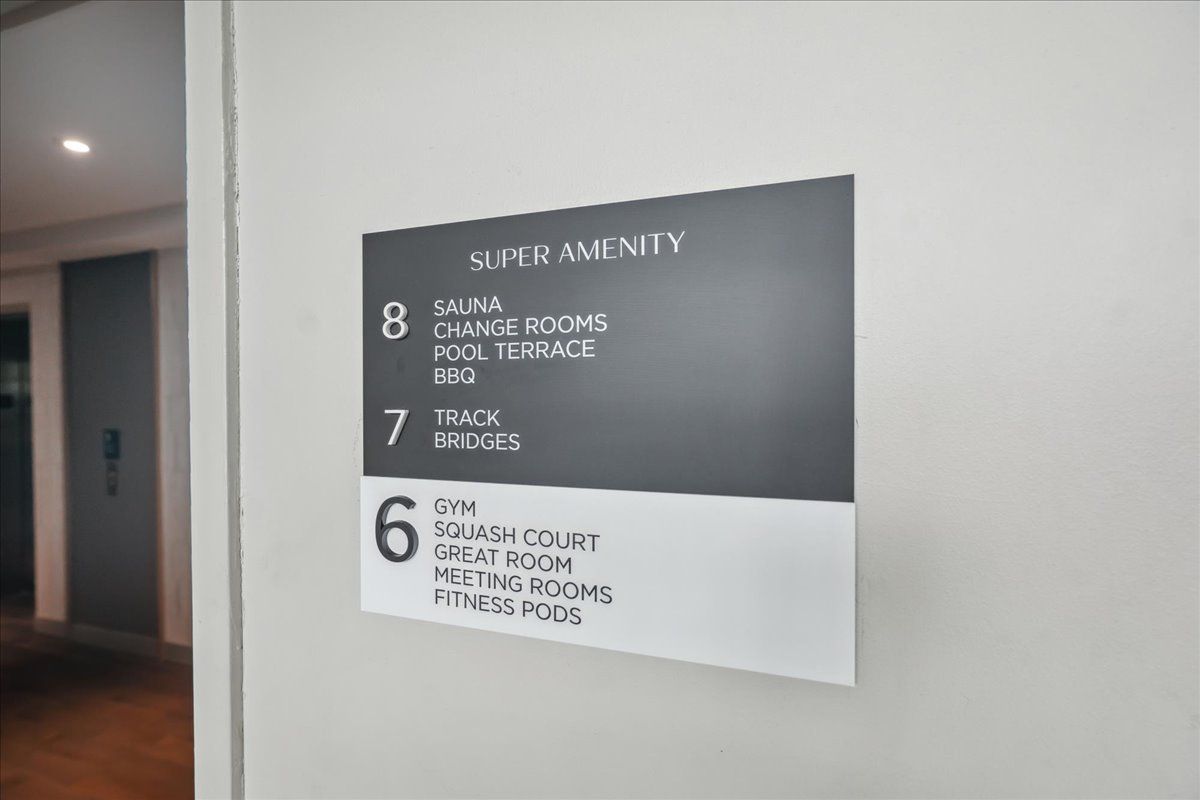 SUPER AMENITY
8 SAUNA
CHANGE ROOMS
POOL TERRACE
BBQ
7 TRACK
BRIDGES
6 GYM
SQUASH COURT
GREAT ROOM
MEETING ROOMS
FITNESS PODS